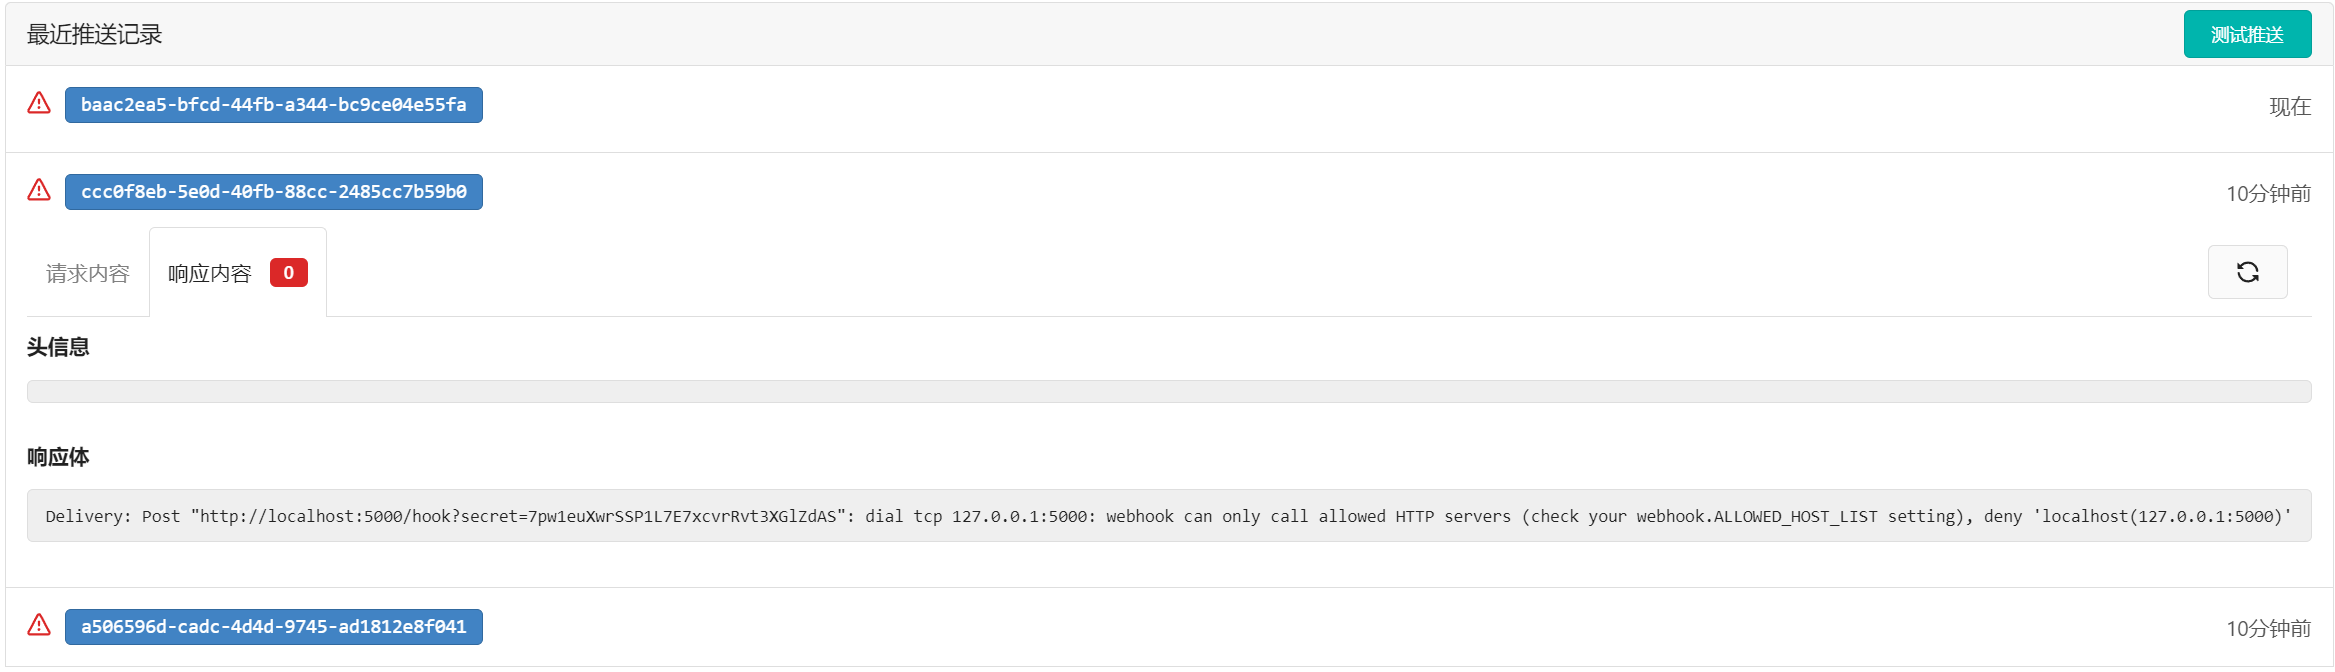 最近推送记录
测试推送
baac2ea5-bfcd-44fb-a344-bc9ce04e55fa
现在
ccc0f8eb-5e0d-40fb-88cc-2485cc7b59b0
10分钟前
请求内容
响应内容 0
头信息
响应体
Delivery: Post "http://localhost:5000/hook?secret=7pw1euXwrSSP1L7E7xcvrRvt3XGlZdAS": dial tcp 127.0.0.1:5000: webhook can only call allowed HTTP servers (check your webhook.ALLOWED_HOST_LIST setting), deny 'localhost(127.0.0.1:5000)'
a506596d-cadc-4d4d-9745-ad1812e8f041
10分钟前